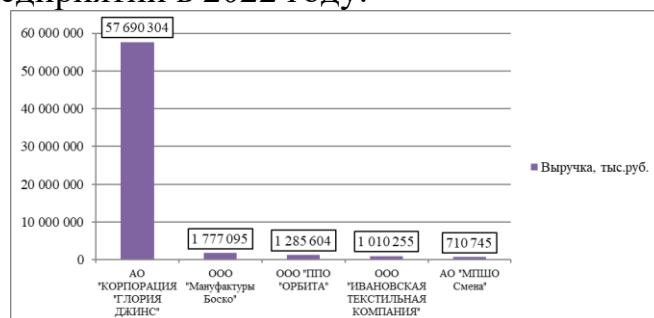 едприятий в 2022 году.
57 690 304
60 000 000
50 000 000
40 000 000
30 000 000
20 000 000
10 000 000
0
1 777 095
1 285 604
1 010 255
710 745
Выручка, тыс.руб.
АО
"КОРПОРАЦИЯ
"ГЛОРИЯ
ДЖИНС"
ООО
"Мануфактуры
Боско"
ООО "ППО
"ОРБИТА"
ООО
"ИВАНОВСКАЯ
ТЕКСТИЛЬНАЯ
КОМПАНИЯ"
АО "МПШО
Смена"